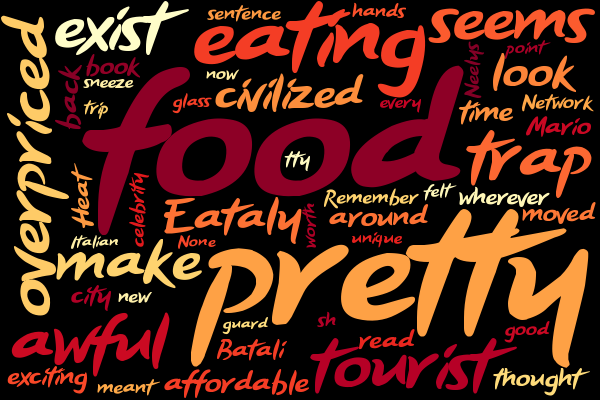 sentence
hands
exist
eating
seems
overpriced
back
book
sneeze
now
Neelys
point
look
trip
glass
civilized
every
time
Network
Mario
food
tty
trap
Heat
celebrity
Eataly
worth
Remember
felt
wherever
around
moved
Italian
None
unique
make
pretty
city
new
guard
sh
good
awful
Batali
read
tourist
exciting
meant
affordable
thought